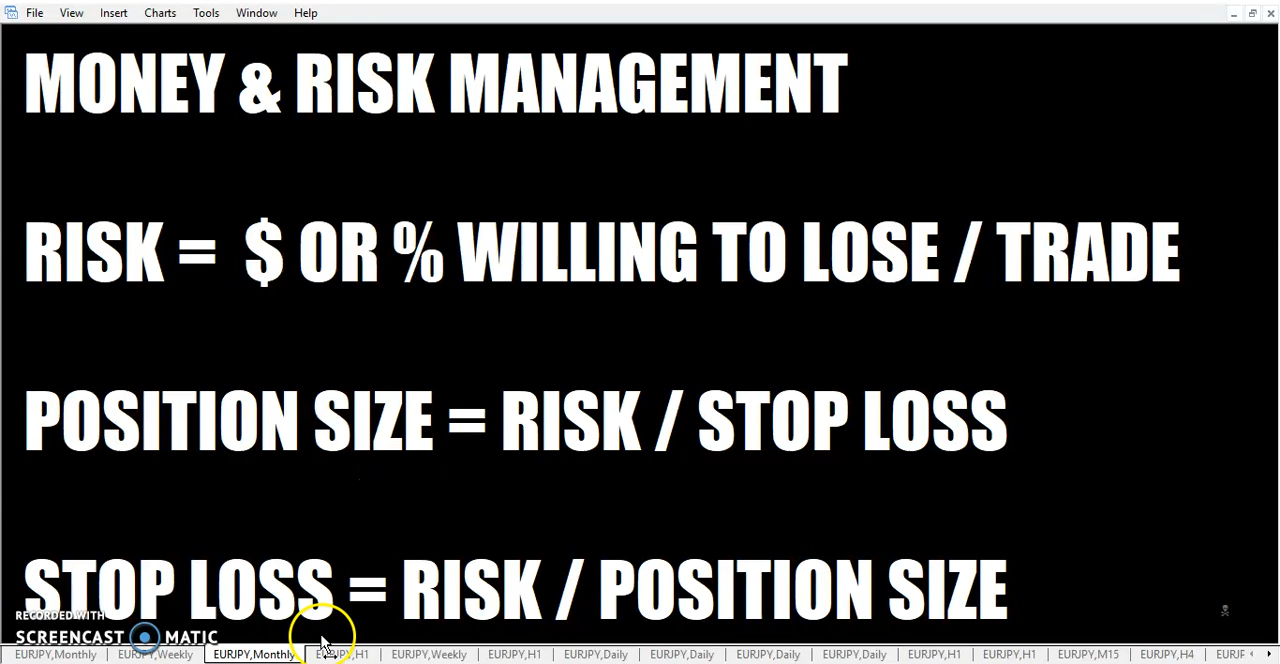 File View Insert Charts Tools Window Help
MONEY & RISK MANAGEMENT
RISK = $ OR % WILLING TO LOSE / TRADE
POSITION SIZE = RISK / STOP LOSS
STOP LOSS = RISK / POSITION SIZE
RECORDED WITH
SCREENCAST MATIC
EURJPY,Monthly EURJPY,Weekly EURJPY,Monthly EURJPY,H1 EURJPY,Weekly EURJPY,H1 EURJPY,Daily EURJPY,Daily EURJPY,Daily EURJPY,Daily EURJPY,H1 EURJPY,H1 EURJPY,M15 EURJPY,H4